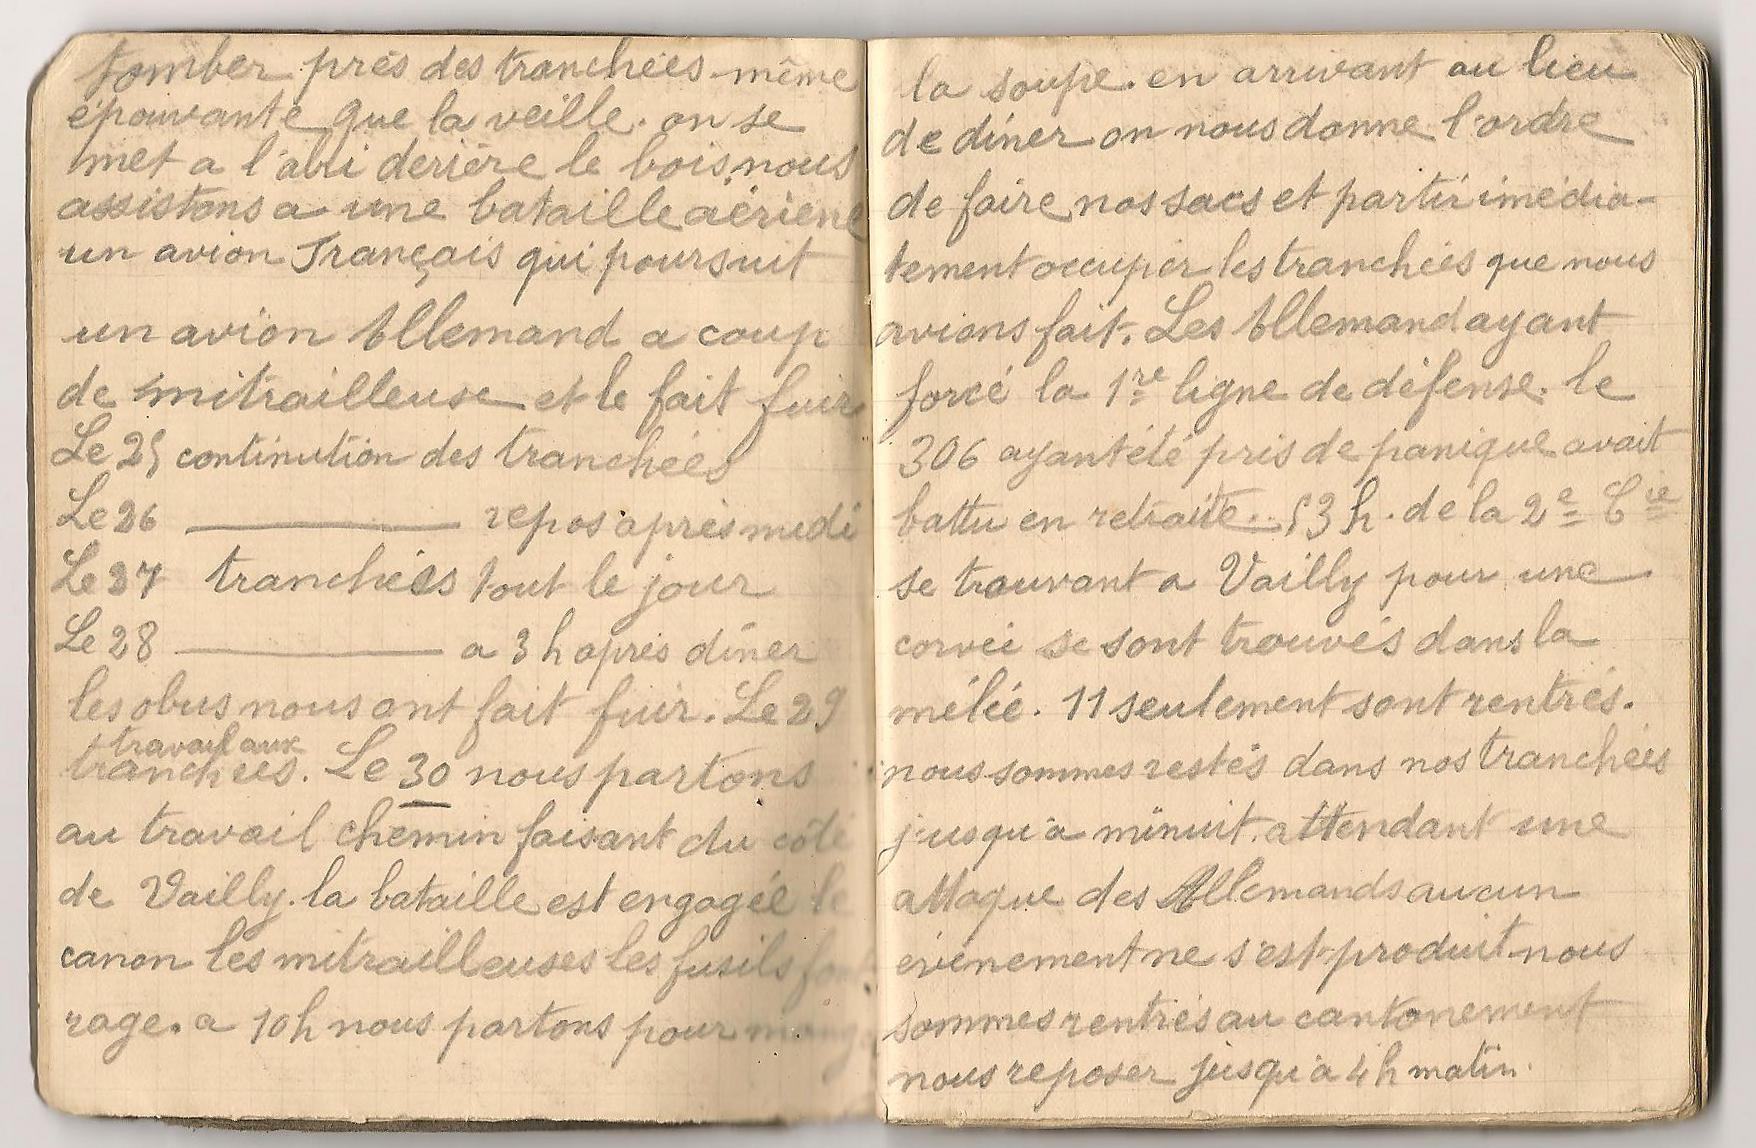 tomber près des tranchées même
épouvante que la veille. on se
met a l'abri derière le bois, nous
assistons a une bataille aériene
un avion Français qui poursuit
un avion Allemand a coup
de mitrailleuse et le fait fuir
Le 25 continution des tranchées
Le 26 ——— repos après midi
Le 27 tranchées tout le jour
Le 28 ——— a 3 h après dîner
les obus nous ont fait fuir. Le 29
travail aux
tranchées. Le 30 nous partons
au travail chemin faisant du côté
de Vailly. la bataille est engagée le
canon les mitrailleuses les fusils font
rage. a 10h nous partons pour
la soupe. en arrivant au lieu
de dîner on nous donne l'ordre
de faire nos sacs et partir imédia-
tement occuper les tranchées que nous
avions fait. Les Allemand ayant
forcé la 1re ligne de défense. le
306 ayant été pris de panique avait
battu en retraite. 53 h. de la 2e Cie
se trouvant a Vailly pour une
corvée se sont trouvés dans la
mélée. 11 seulement sont rentrés.
nous sommes restés dans nos tranchées
jusqu'a minuit. attendant une
attaque des Allemands aucun
évènement ne s'est produit nous
sommes rentrés au cantonement
nous reposer jusqu'a 4 h matin.